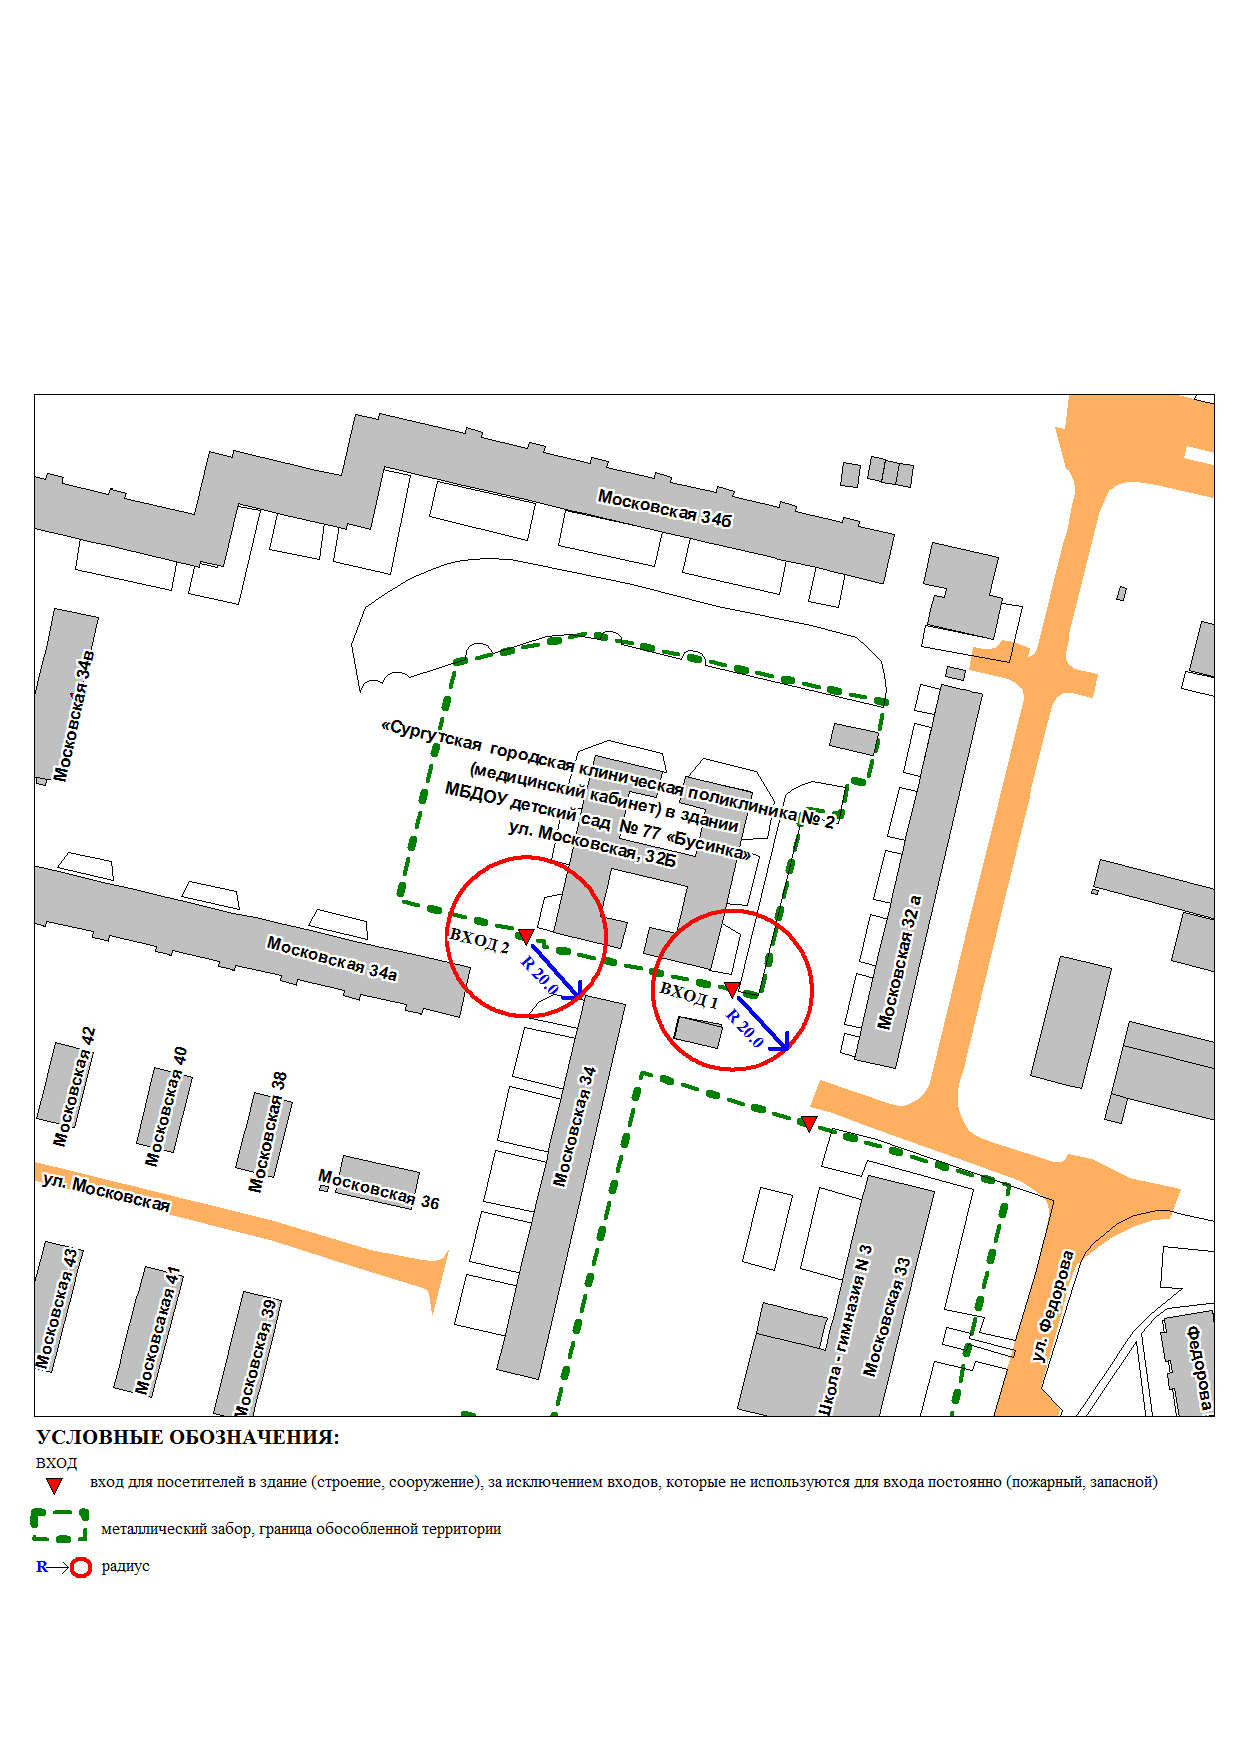 Московская 34б
Московская 34в
«Сургутская городская клиническая поликлиника № 2
(медицинский кабинет) в здании
МБДОУ детский сад № 77 «Бусинка»
ул. Московская, 32Б
Московская 32 а
ВХОД 2
R 20.0
ВХОД 1
R 20.0
Московская 34а
Московская 42
Московская 40
Московская 38
Московская 36
Московская 34
ул. Московская
Московская 43
Московсакая 41
Московская 39
Школа - гимназия N 3
Московская 33
ул. Федорова
Федорова
УСЛОВНЫЕ ОБОЗНАЧЕНИЯ:
ВХОД
вход для посетителей в здание (строение, сооружение), за исключением входов, которые не используются для входа постоянно (пожарный, запасной)
металлический забор, граница обособленной территории
R
радиус